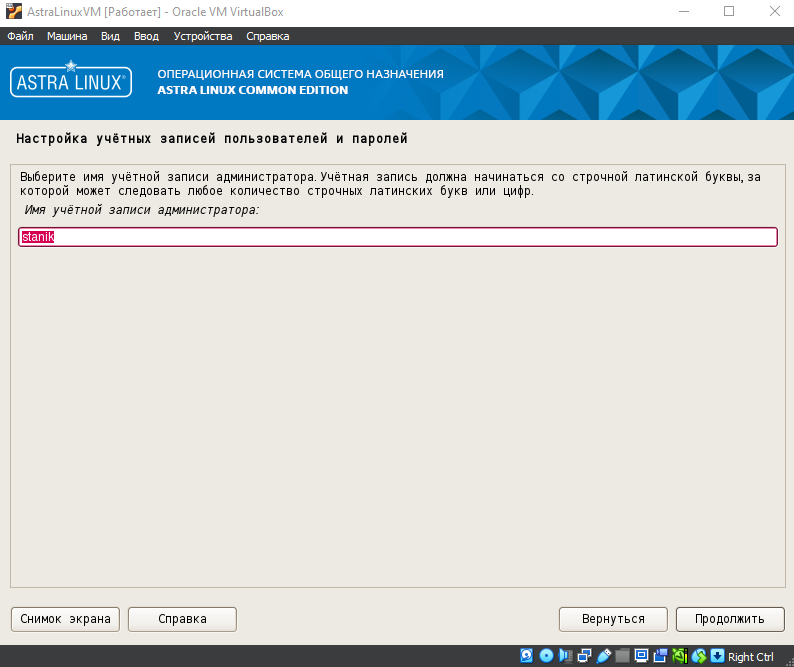 AstraLinuxVM [Работает] - Oracle VM VirtualBox
Файл Машина Вид Ввод Устройства Справка
ASTRA LINUX®
ОПЕРАЦИОННАЯ СИСТЕМА ОБЩЕГО НАЗНАЧЕНИЯ
ASTRA LINUX COMMON EDITION
Настройка учётных записей пользователей и паролей
Выберите имя учётной записи администратора. Учётная запись должна начинаться со строчной латинской буквы, за
которой может следовать любое количество строчных латинских букв или цифр.
Имя учётной записи администратора:
stanik
Снимок экрана Справка Вернуться Продолжить
Right Ctrl